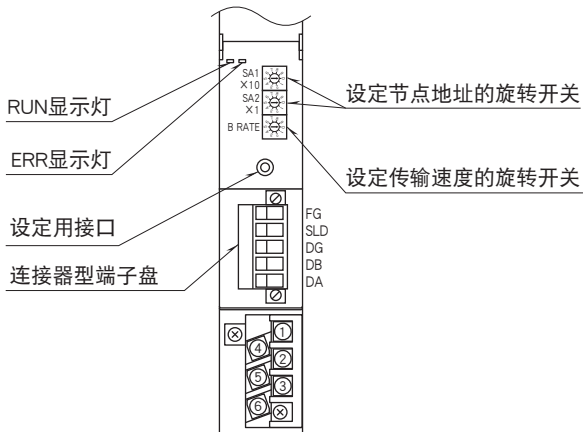 SA1
×10
SA2
×1
B RATE
RUN显示灯
ERR显示灯
设定用接口
连接器型端子盘
设定节点地址的旋转开关
设定传输速度的旋转开关
FG
SLD
DG
DB
DA
①
④
②
⑤
③
⑥